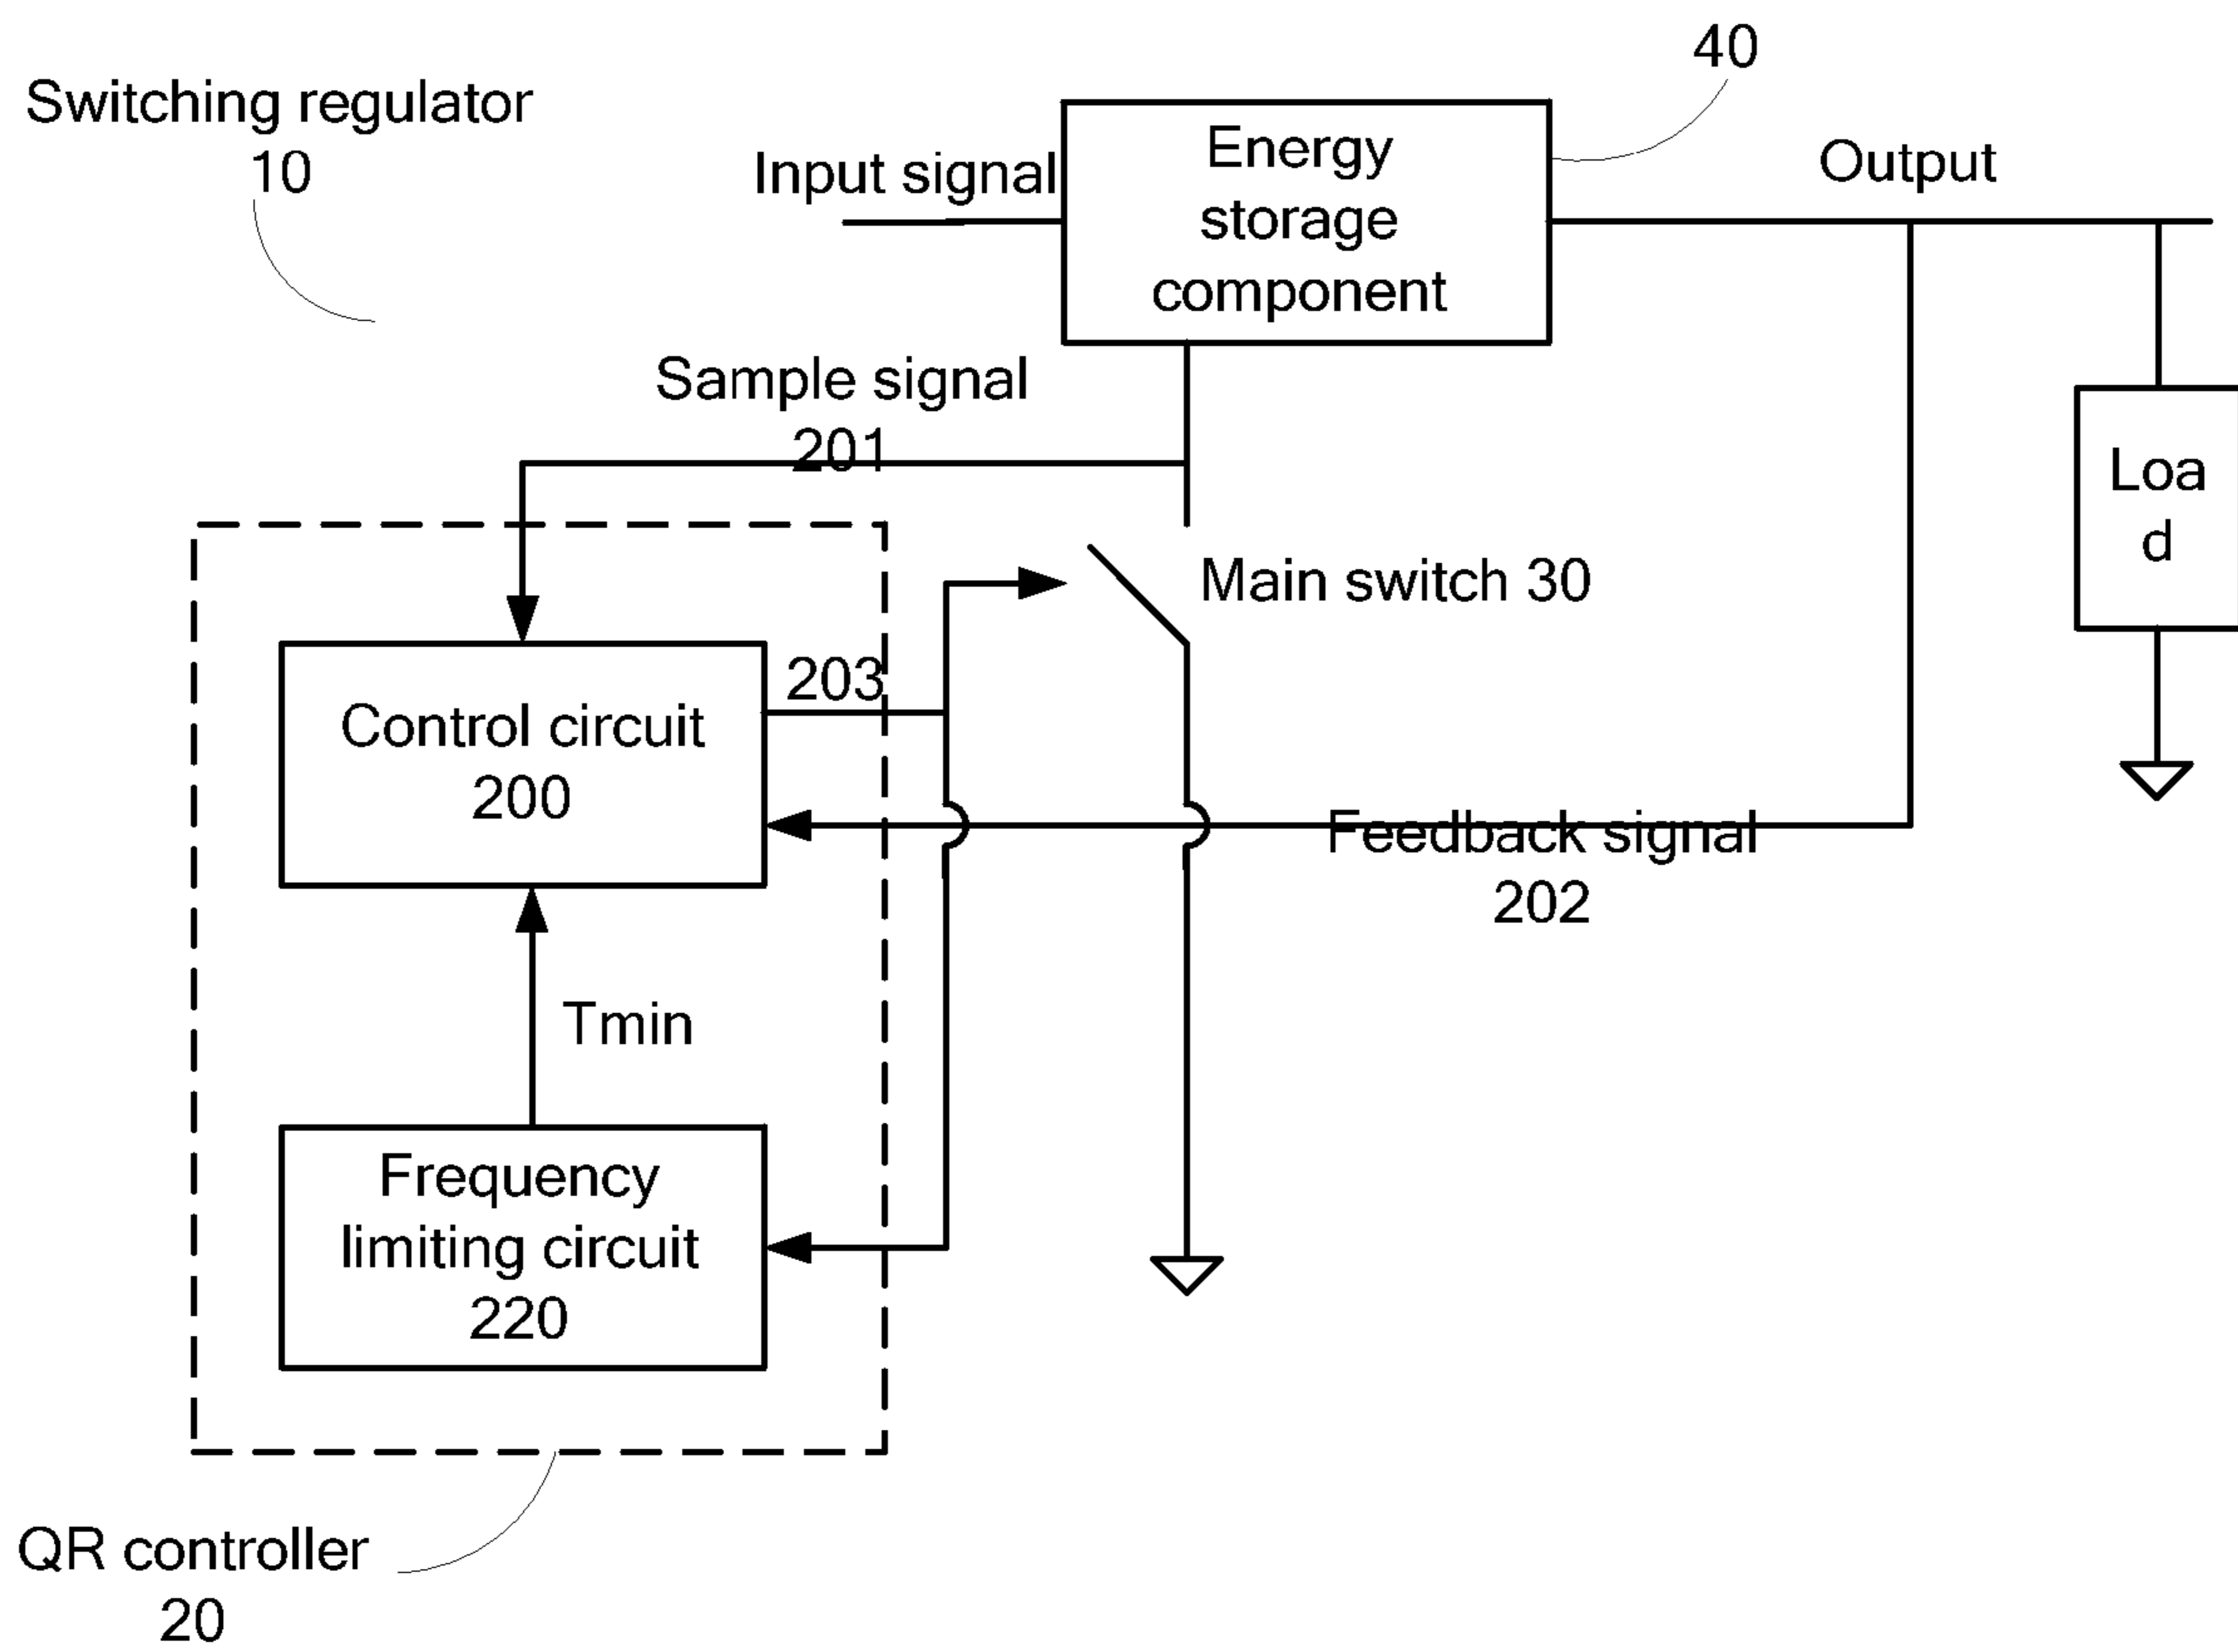 40
Switching regulator
10
Input signal
Energy
storage
component
Output
Sample signal
201
Loa
d
Main switch 30
203
Control circuit
200
Feedback signal
202
Tmin
Frequency
limiting circuit
220
QR controller
20